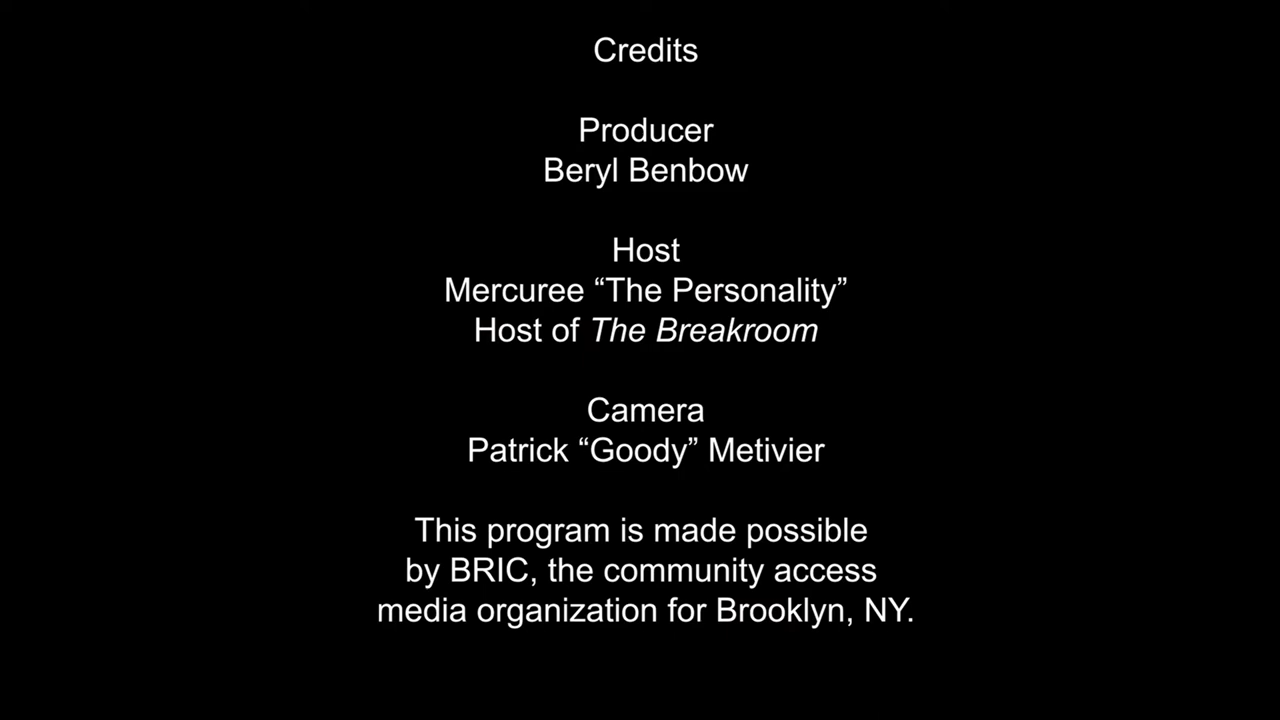 Credits
Producer
Beryl Benbow
Host
Mercuree “The Personality”
Host of The Breakroom
Camera
Patrick “Goody” Metivier
This program is made possible
by BRIC, the community access
media organization for Brooklyn, NY.